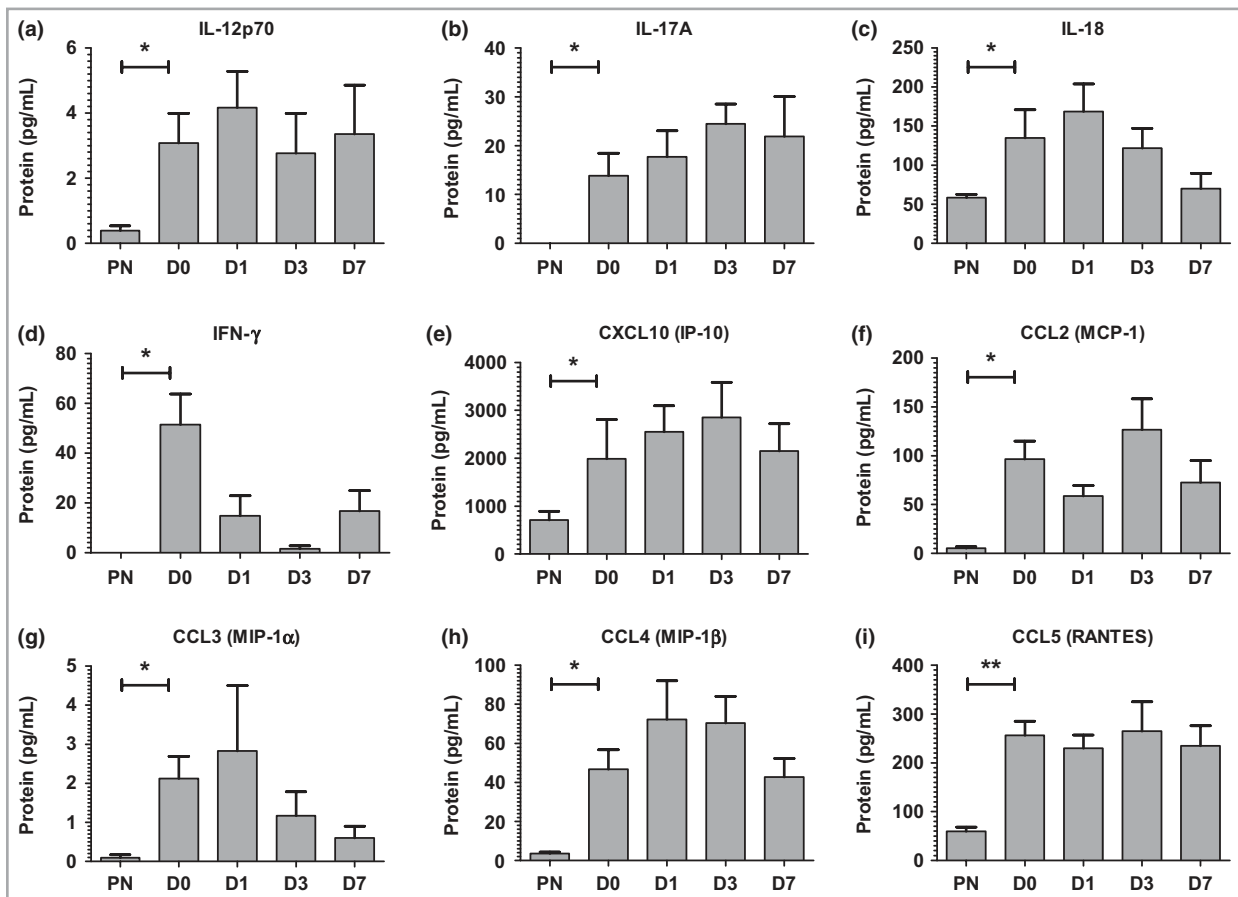 (a) IL-12p70
*
Protein (pg/mL)
6
4
2
0
PN D0 D1 D3 D7
(b) IL-17A
*
Protein (pg/mL)
40
30
20
10
0
PN D0 D1 D3 D7
(c) IL-18
*
Protein (pg/mL)
250
200
150
100
50
0
PN D0 D1 D3 D7
(d) IFN-γ
*
Protein (pg/mL)
80
60
40
20
0
PN D0 D1 D3 D7
(e) CXCL10 (IP-10)
*
Protein (pg/mL)
4000
3000
2000
1000
0
PN D0 D1 D3 D7
(f) CCL2 (MCP-1)
*
Protein (pg/mL)
200
150
100
50
0
PN D0 D1 D3 D7
(g) CCL3 (MIP-1α)
*
Protein (pg/mL)
5
4
3
2
1
0
PN D0 D1 D3 D7
(h) CCL4 (MIP-1β)
*
Protein (pg/mL)
100
80
60
40
20
0
PN D0 D1 D3 D7
(i) CCL5 (RANTES)
**
Protein (pg/mL)
400
300
200
100
0
PN D0 D1 D3 D7